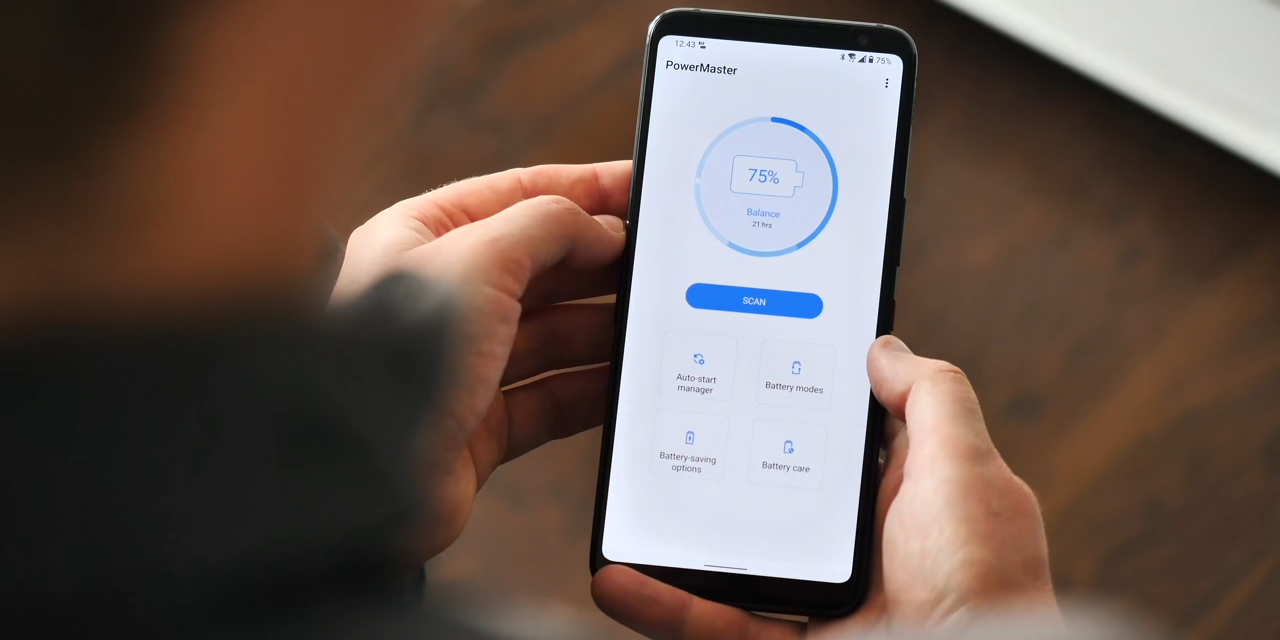 12:43
75%
PowerMaster
75%
Balance
21 hrs
SCAN
Auto-start
manager
Battery modes
Battery-saving
options
Battery care